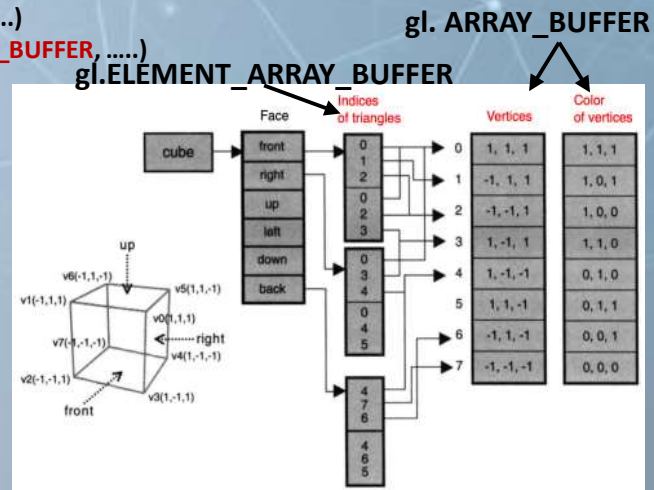 ..)
_BUFFER, .....)
gl. ARRAY_BUFFER
gl.ELEMENT_ARRAY_BUFFER
Face
Indices
of triangles
Vertices
Color
of vertices
cube
front
right
up
left
down
back
0
1
2
0
2
3
0
3
4
0
4
5
4
7
6
4
6
5
0 1, 1, 1 1, 1, 1
1 -1, 1, 1 1, 0, 1
2 -1, -1, 1 1, 0, 0
3 1, -1, 1 1, 1, 0
4 1, -1, -1 0, 1, 0
5 1, 1, -1 0, 1, 1
6 -1, 1, -1 0, 0, 1
7 -1, -1, -1 0, 0, 0
up
v6(-1,1,-1)
v5(1,1,-1)
v1(-1,1,1)
v0(1,1,1)
v7(-1,-1,-1)
right
v4(1,-1,-1)
v2(-1,-1,1)
v3(1,-1,1)
front